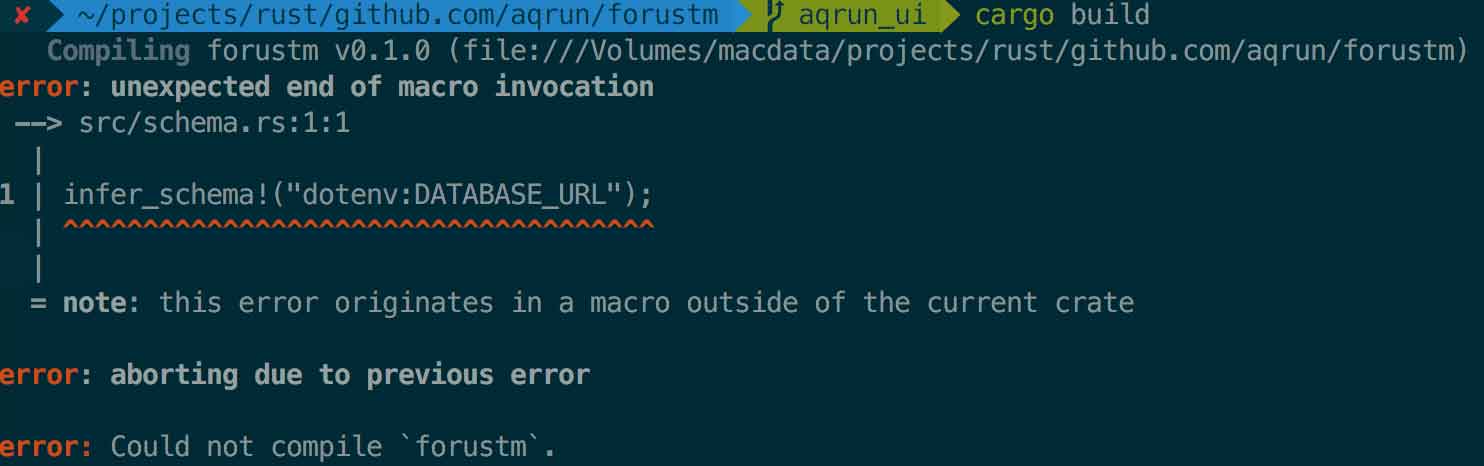 ✘ ~/projects/rust/github.com/aqrun/forustm aqrun_ui cargo build
Compiling forustm v0.1.0 (file:///Volumes/macdata/projects/rust/github.com/aqrun/forustm)
error: unexpected end of macro invocation
--> src/schema.rs:1:1
|
1 | infer_schema!("dotenv:DATABASE_URL");
| ^^^^^^^^^^^^^^^^^^^^^^^^^^^^^^^^^^^^^
|
= note: this error originates in a macro outside of the current crate
error: aborting due to previous error
error: Could not compile `forustm`.